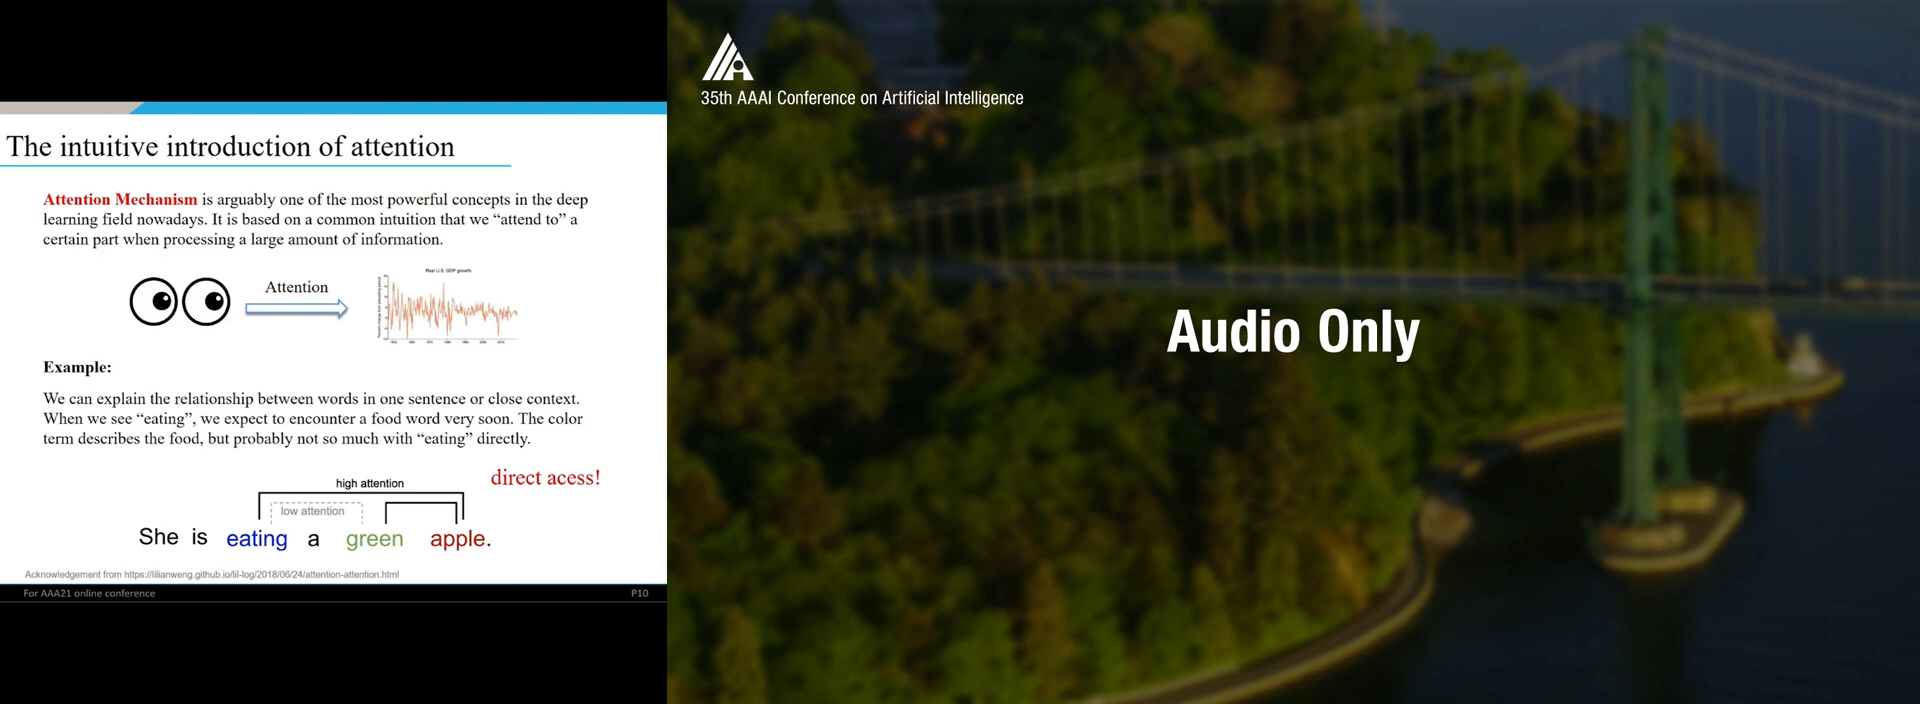 The intuitive introduction of attention
Attention Mechanism is arguably one of the most powerful concepts in the deep
learning field nowadays. It is based on a common intuition that we “attend to” a
certain part when processing a large amount of information.
Attention
Real U.S. GDP growth
Example:
We can explain the relationship between words in one sentence or close context.
When we see “eating”, we expect to encounter a food word very soon. The color
term describes the food, but probably not so much with “eating” directly.
direct acess!
high attention
low attention
She is eating a green apple.
Acknowledgement from https://lilianweng.github.io/lil-log/2018/06/24/attention-attention.html
For AAA21 online conference
P10
35th AAAI Conference on Artificial Intelligence
Audio Only